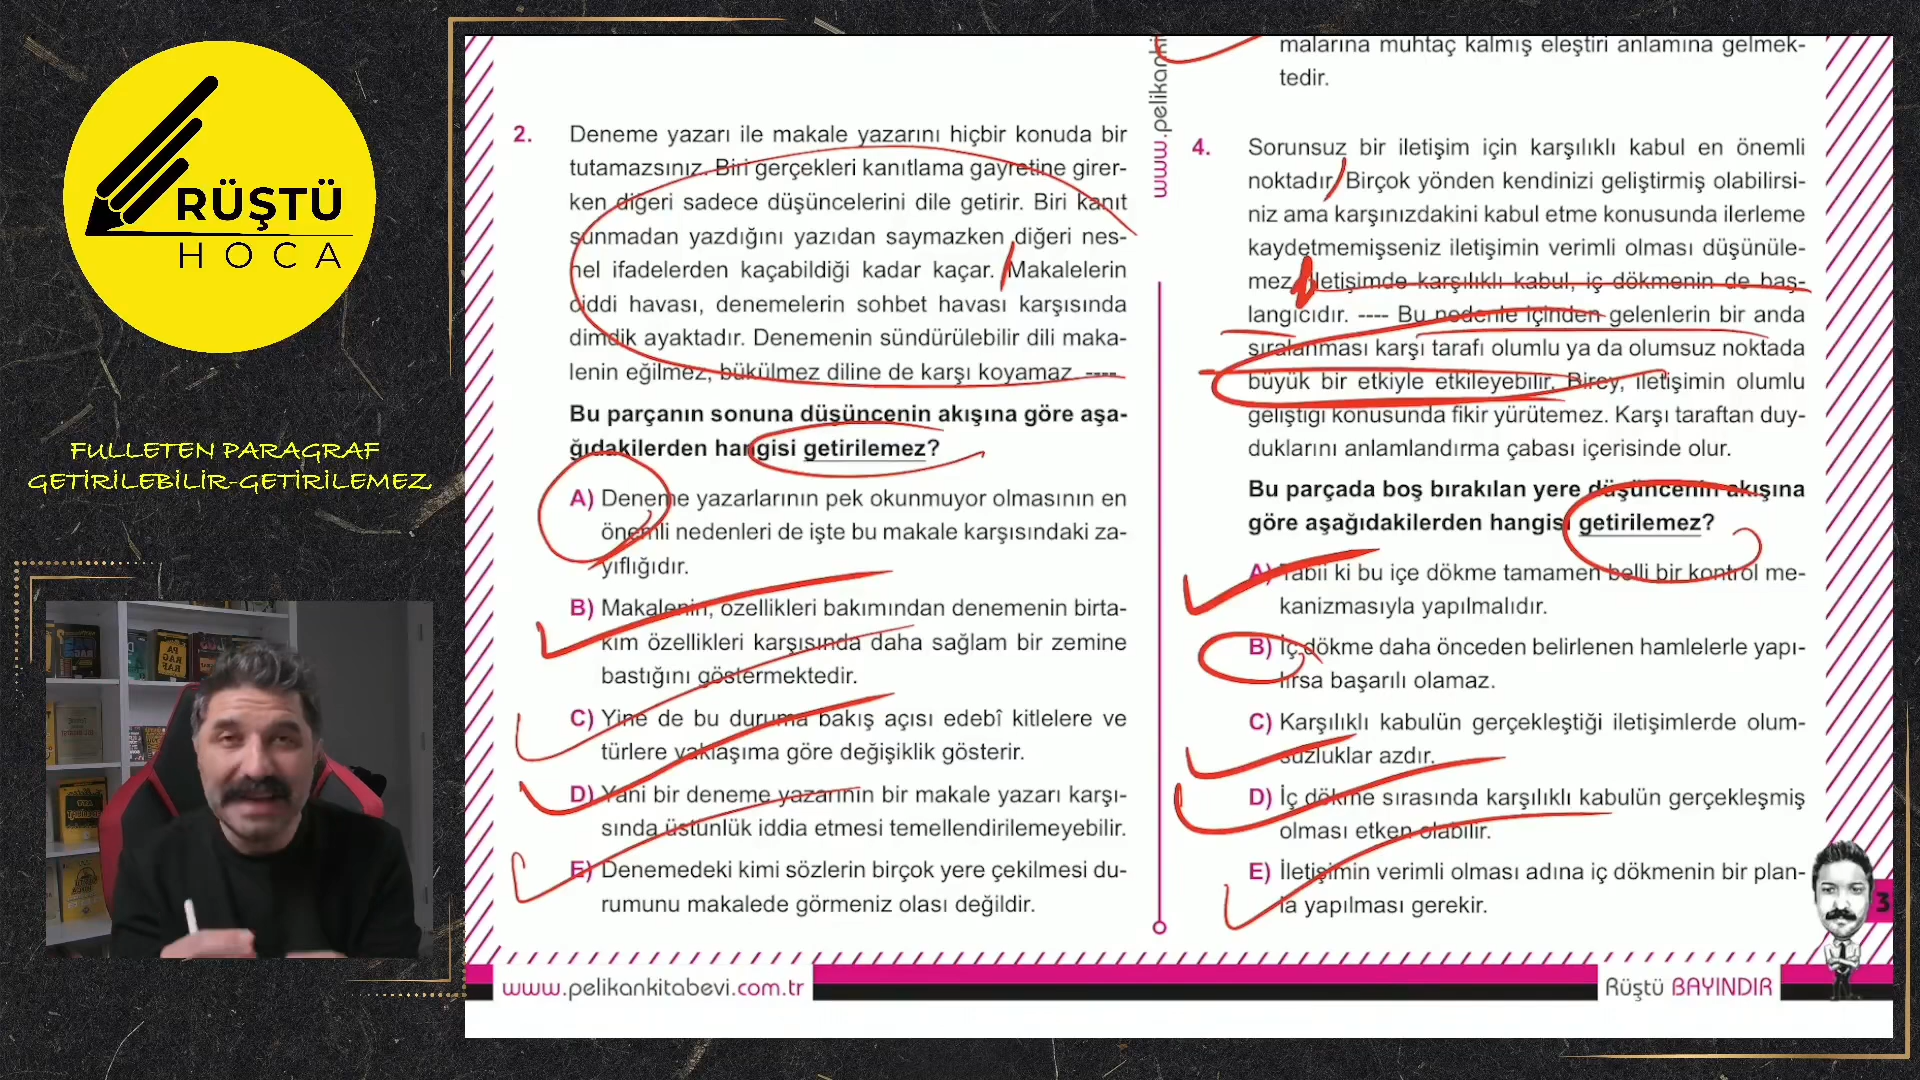 RÜŞTÜ
HOCA
FULLETEN PARAGRAF
GETİRİLEBİLİR-GETİRİLEMEZ
2. Deneme yazarı ile makale yazarını hiçbir konuda bir
tutamazsınız. Biri gerçekleri kanıtlama gayretine girer-
ken diğeri sadece düşüncelerini dile getirir. Biri kanıt
sunmadan yazdığını yazıdan saymazken diğeri nes-
nel ifadelerden kaçabildiği kadar kaçar. Makalelerin
ciddi havası, denemelerin sohbet havası karşısında
dimdik ayaktadır. Denemenin sündürülebilir dili maka-
lenin eğilmez, bükülmez diline de karşı koyamaz. ----
Bu parçanın sonuna düşüncenin akışına göre aşa-
ğıdakilerden hangisi getirilemez?
A) Deneme yazarlarının pek okunmuyor olmasının en
önemli nedenleri de işte bu makale karşısındaki za-
yıflığıdır.
B) Makalenin, özellikleri bakımından denemenin birta-
kım özellikleri karşısında daha sağlam bir zemine
bastığını göstermektedir.
C) Yine de bu duruma bakış açısı edebî kitlelere ve
türlere yaklaşıma göre değişiklik gösterir.
D) Yani bir deneme yazarının bir makale yazarı karşı-
sında üstünlük iddia etmesi temellendirilemeyebilir.
E) Denemedeki kimi sözlerin birçok yere çekilmesi du-
rumunu makalede görmeniz olası değildir.
www.pelikanki
malarına muhtaç kalmış eleştiri anlamına gelmek-
tedir.
4. Sorunsuz bir iletişim için karşılıklı kabul en önemli
noktadır. Birçok yönden kendinizi geliştirmiş olabilirsi-
niz ama karşınızdakini kabul etme konusunda ilerleme
kaydetmemişseniz iletişimin verimli olması düşünüle-
mez. İletişimde karşılıklı kabul, iç dökmenin de baş-
langıcıdır. ---- Bu nedenle içinden gelenlerin bir anda
sıralanması karşı tarafı olumlu ya da olumsuz noktada
büyük bir etkiyle etkileyebilir. Birey, iletişimin olumlu
geliştiği konusunda fikir yürütemez. Karşı taraftan duy-
duklarını anlamlandırma çabası içerisinde olur.
Bu parçada boş bırakılan yere düşüncenin akışına
göre aşağıdakilerden hangisi getirilemez?
A) Tabii ki bu içe dökme tamamen belli bir kontrol me-
kanizmasıyla yapılmalıdır.
B) İç dökme daha önceden belirlenen hamlelerle yapı-
lırsa başarılı olamaz.
C) Karşılıklı kabulün gerçekleştiği iletişimlerde olum-
suzluklar azdır.
D) İç dökme sırasında karşılıklı kabulün gerçekleşmiş
olması etken olabilir.
E) İletişimin verimli olması adına iç dökmenin bir plan-
la yapılması gerekir.
3
www.pelikankitabevi.com.tr
Rüştü BAYINDIR